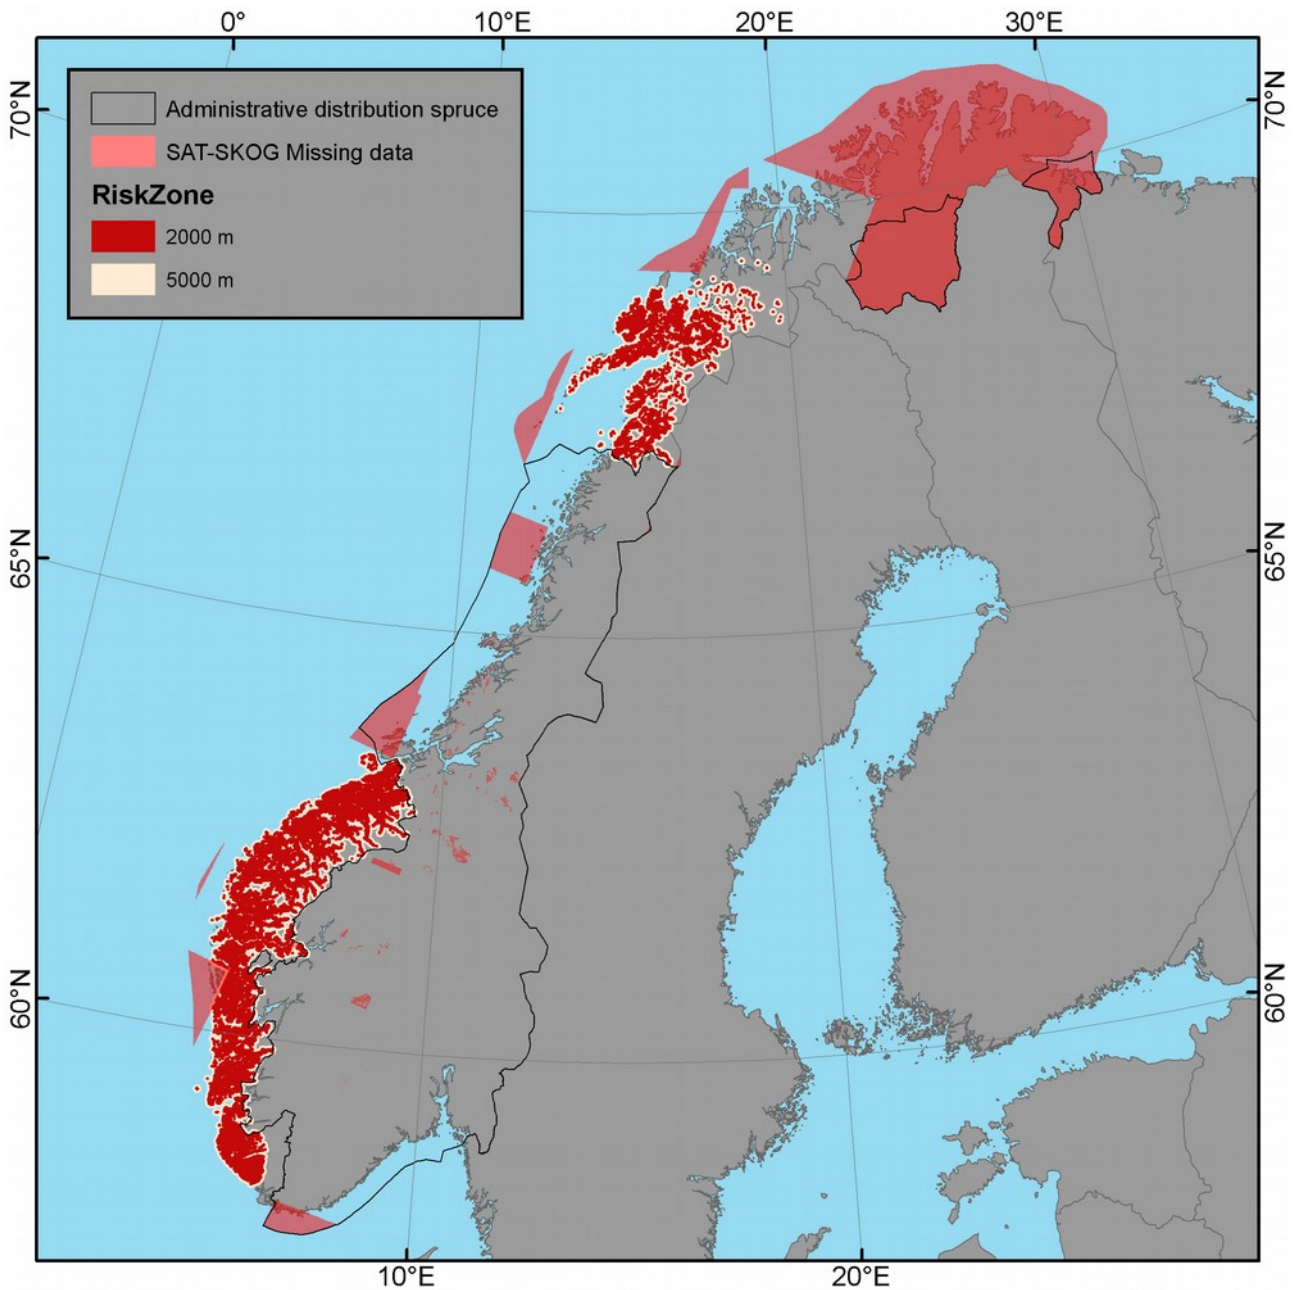 0° 10°E 20°E 30°E
70°N 70°N
Administrative distribution spruce
SAT-SKOG Missing data
RiskZone
2000 m
5000 m
65°N 65°N
60°N 60°N
10°E 20°E